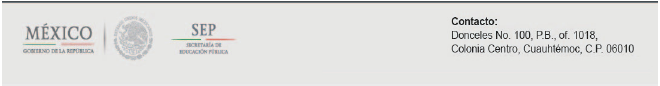 MÉXICO
GOBIERNO DE LA REPÚBLICA
SEP
SECRETARÍA DE
EDUCACIÓN PÚBLICA
Contacto:
Donceles No. 100, P.B., of. 1018,
Colonia Centro, Cuauhtémoc, C.P. 06010